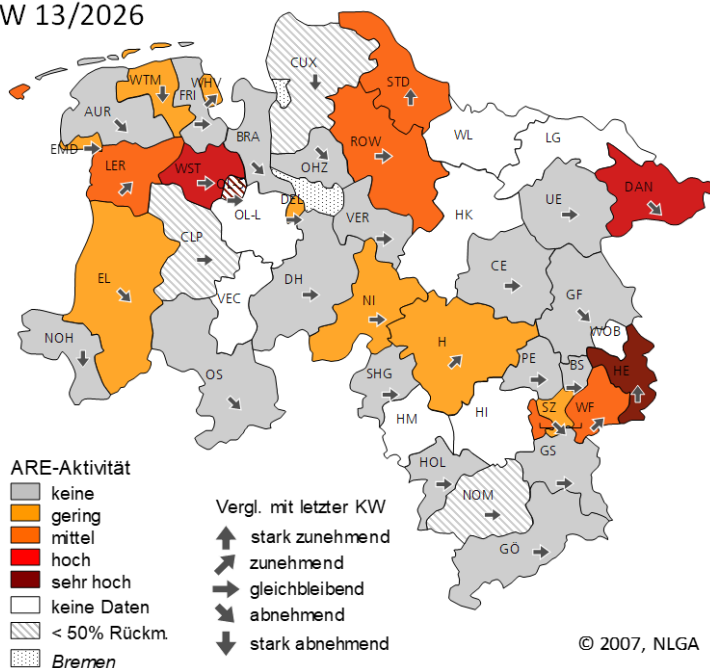 W 13/2026
CUX
WTM
WHV
FRI
STD
AUR
BRA
WL
LG
EMD
ROW
LER
WST
OHZ
DAN
DEL
UE
OL-L
VER
HK
CLP
CE
EL
DH
VEC
NI
GF
WOB
NOH
H
PE
BS
HE
OS
SHG
SZ
WF
HM
HI
GS
HOL
NOM
GÖ
ARE-Aktivität
keine
gering
mittel
hoch
sehr hoch
keine Daten
< 50% Rückm.
Bremen
Vergl. mit letzter KW
stark zunehmend
zunehmend
gleichbleibend
abnehmend
stark abnehmend
© 2007, NLGA